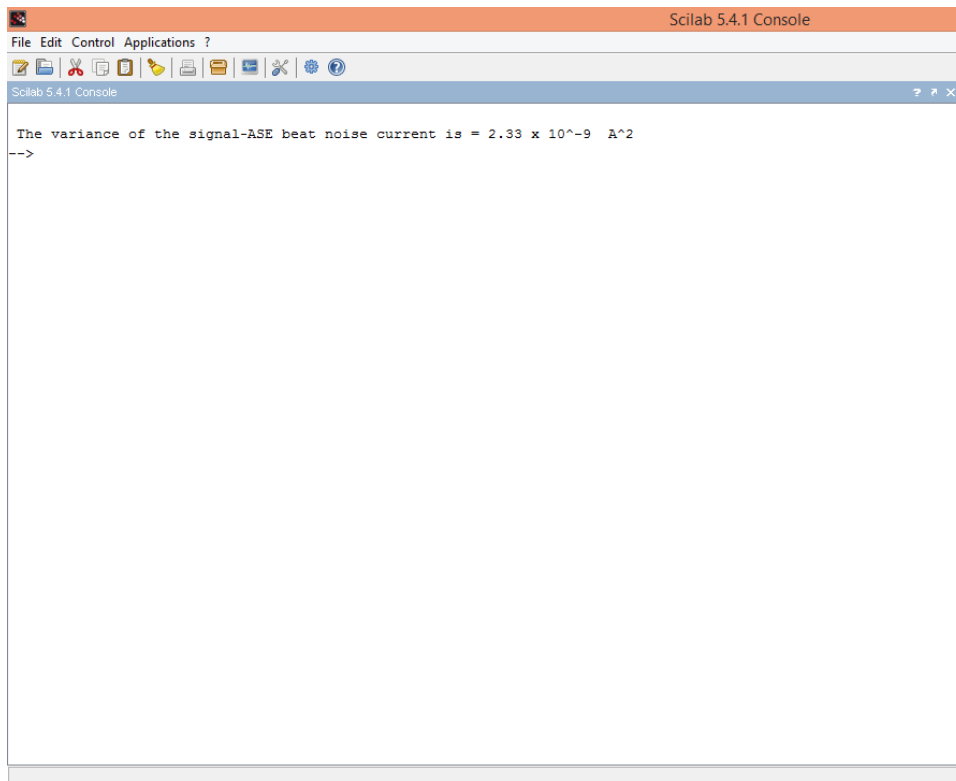 Scilab 5.4.1 Console
File Edit Control Applications ?
Scilab 5.4.1 Console
The variance of the signal-ASE beat noise current is = 2.33 x 10^-9 A^2
-->